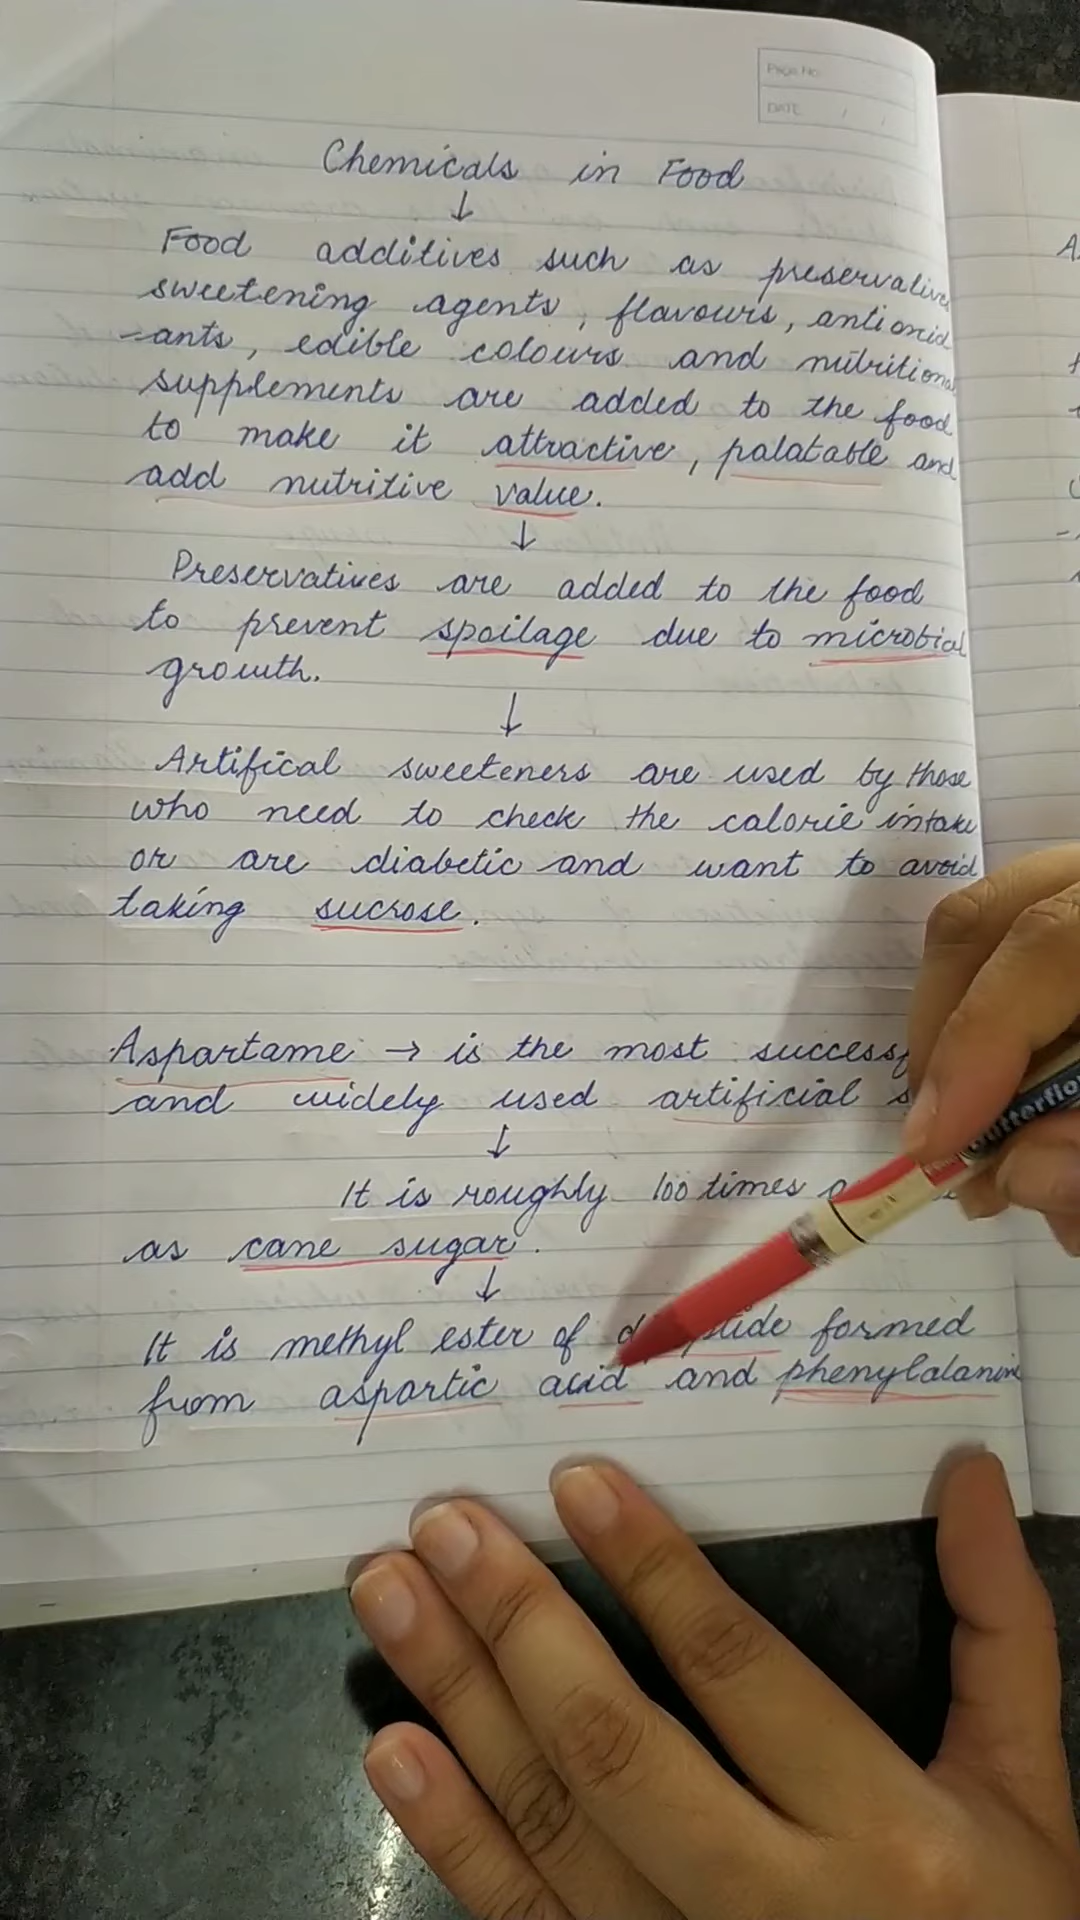 Page No.
DATE / /
Chemicals in Food
↓
Food additives such as preservative
sweetening agents, flavours, antioxid
-ants, edible colours and nutritiona
supplements are added to the food
to make it attractive, palatable and
add nutritive value.
↓
Preservatives are added to the food
to prevent spoilage due to microbial
growth.
↓
Artifical sweeteners are used by those
who need to check the calorie intake
or are diabetic and want to avoid
taking sucrose.
Aspartame → is the most successf
and widely used artificial s
↓
It is roughly 100 times
as cane sugar.
↓
It is methyl ester of formed
from aspartic acid and phenylalanine